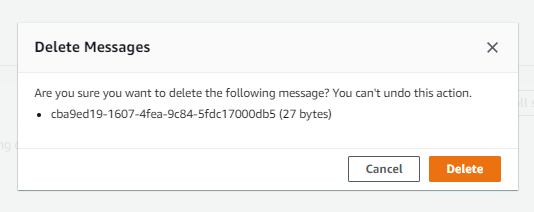 Delete Messages
Are you sure you want to delete the following message? You can't undo this action.
• cba9ed19-1607-4fea-9c84-5fdc17000db5 (27 bytes)
Cancel
Delete